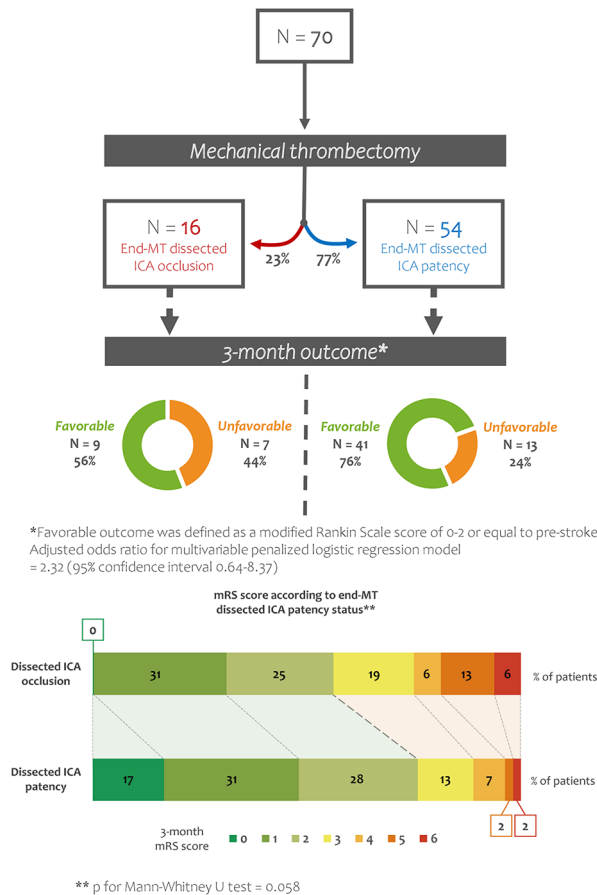 N = 70
Mechanical thrombectomy
N = 16
End-MT dissected
ICA occlusion
23%
77%
N = 54
End-MT dissected
ICA patency
3-month outcome*
Favorable
N = 9
56%
Unfavorable
N = 7
44%
Favorable
N = 41
76%
Unfavorable
N = 13
24%
*Favorable outcome was defined as a modified Rankin Scale score of 0-2 or equal to pre-stroke
Adjusted odds ratio for multivariable penalized logistic regression model
= 2.32 (95% confidence interval 0.64-8.37)
mRS score according to end-MT
dissected ICA patency status**
0
Dissected ICA
occlusion
31 25 19 6 13 6
% of patients
Dissected ICA
patency
17 31 28 13 7
% of patients
2 2
3-month
mRS score
0 1 2 3 4 5 6
** p for Mann-Whitney U test = 0.058